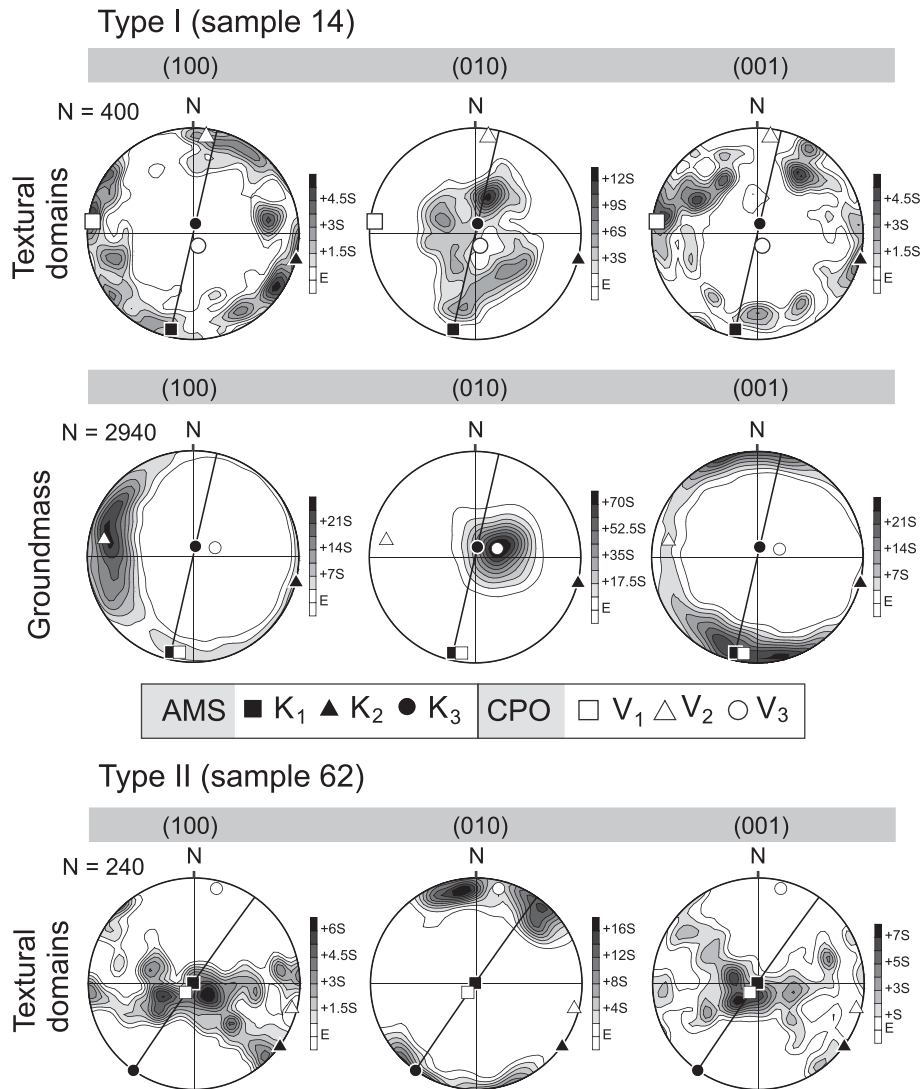 Type I (sample 14)
(100) (010) (001)
N = 400
N N N
Textural domains
+4.5S
+3S
+1.5S
E
+12S
+9S
+6S
+3S
E
+4.5S
+3S
+1.5S
E
(100) (010) (001)
N = 2940
N N N
Groundmass
+21S
+14S
+7S
E
+70S
+52.5S
+35S
+17.5S
E
+21S
+14S
+7S
E
AMS K1 K2 K3 CPO V1 V2 V3
Type II (sample 62)
(100) (010) (001)
N = 240
N N N
Textural domains
+6S
+4.5S
+3S
+1.5S
E
+16S
+12S
+8S
+4S
E
+7S
+5S
+3S
+S
E